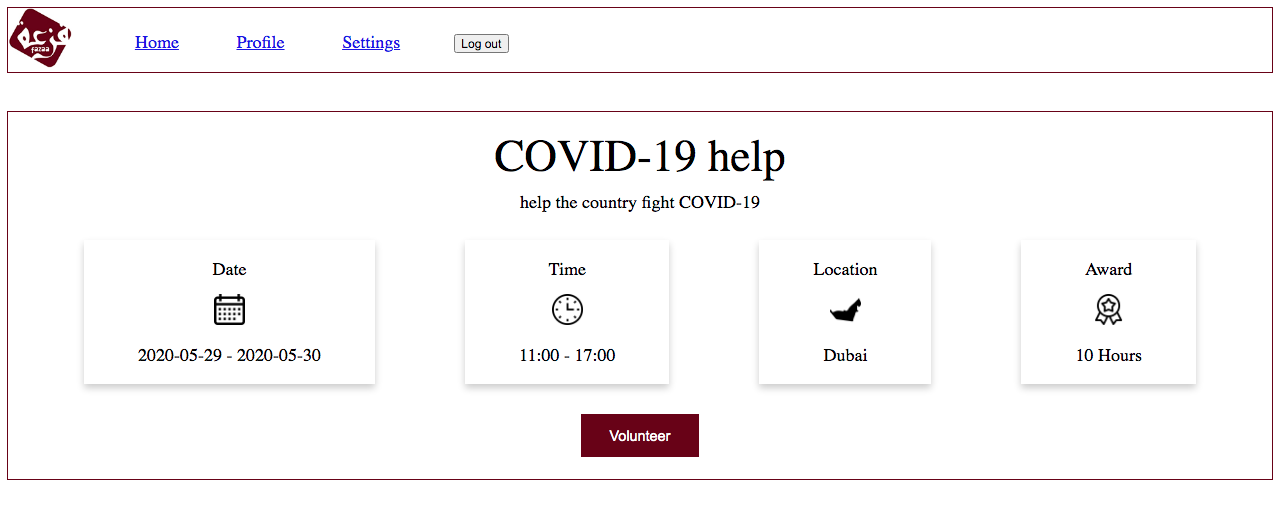 fazaa
Home Profile Settings Log out
COVID-19 help
help the country fight COVID-19
Date Time Location Award
2020-05-29 - 2020-05-30 11:00 - 17:00 Dubai 10 Hours
Volunteer